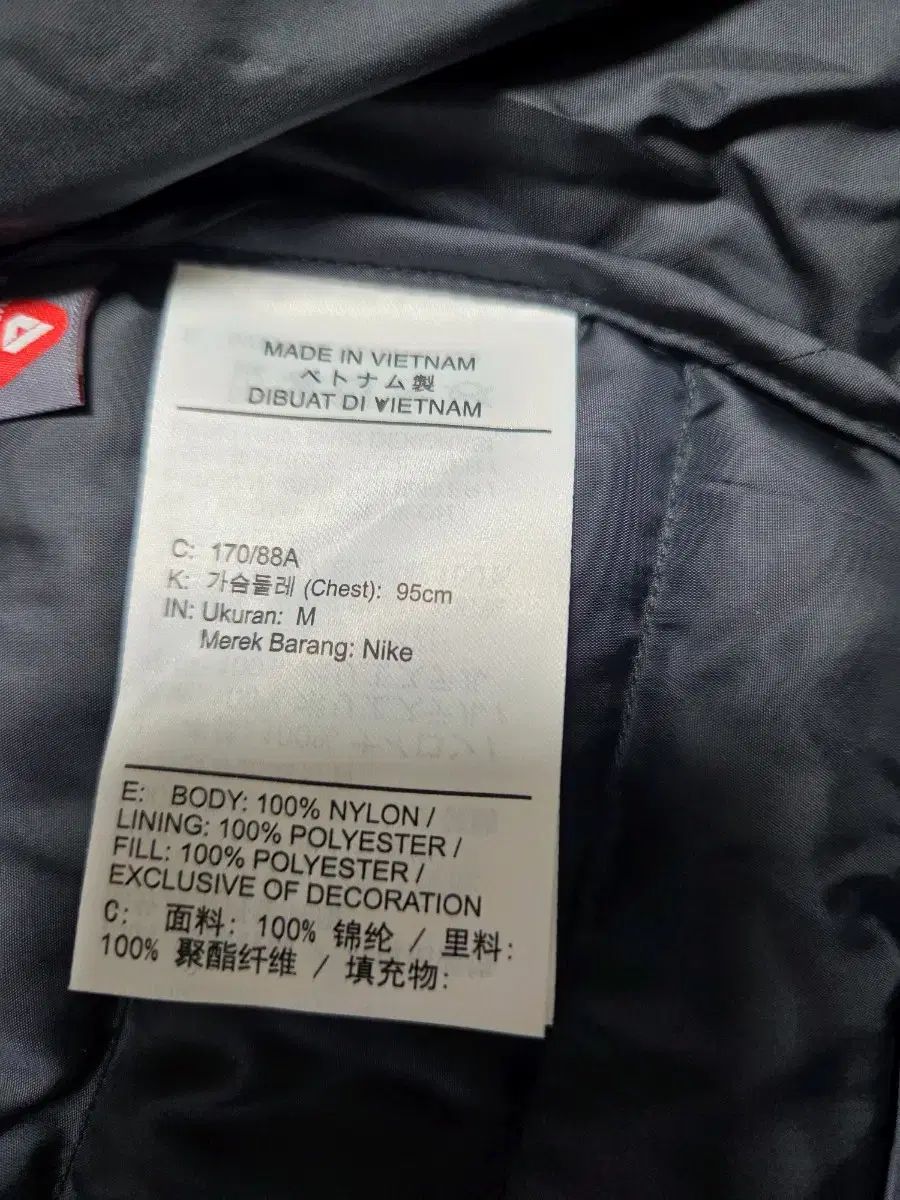 MADE IN VIETNAM
ベトナム製
DIBUAT DI VIETNAM
C: 170/88A
K: 가슴둘레 (Chest): 95cm
IN: Ukuran: M
Merek Barang: Nike
E: BODY: 100% NYLON /
LINING: 100% POLYESTER /
FILL: 100% POLYESTER /
EXCLUSIVE OF DECORATION
C: 面料: 100% 锦纶 / 里料:
100% 聚酯纤维 / 填充物: